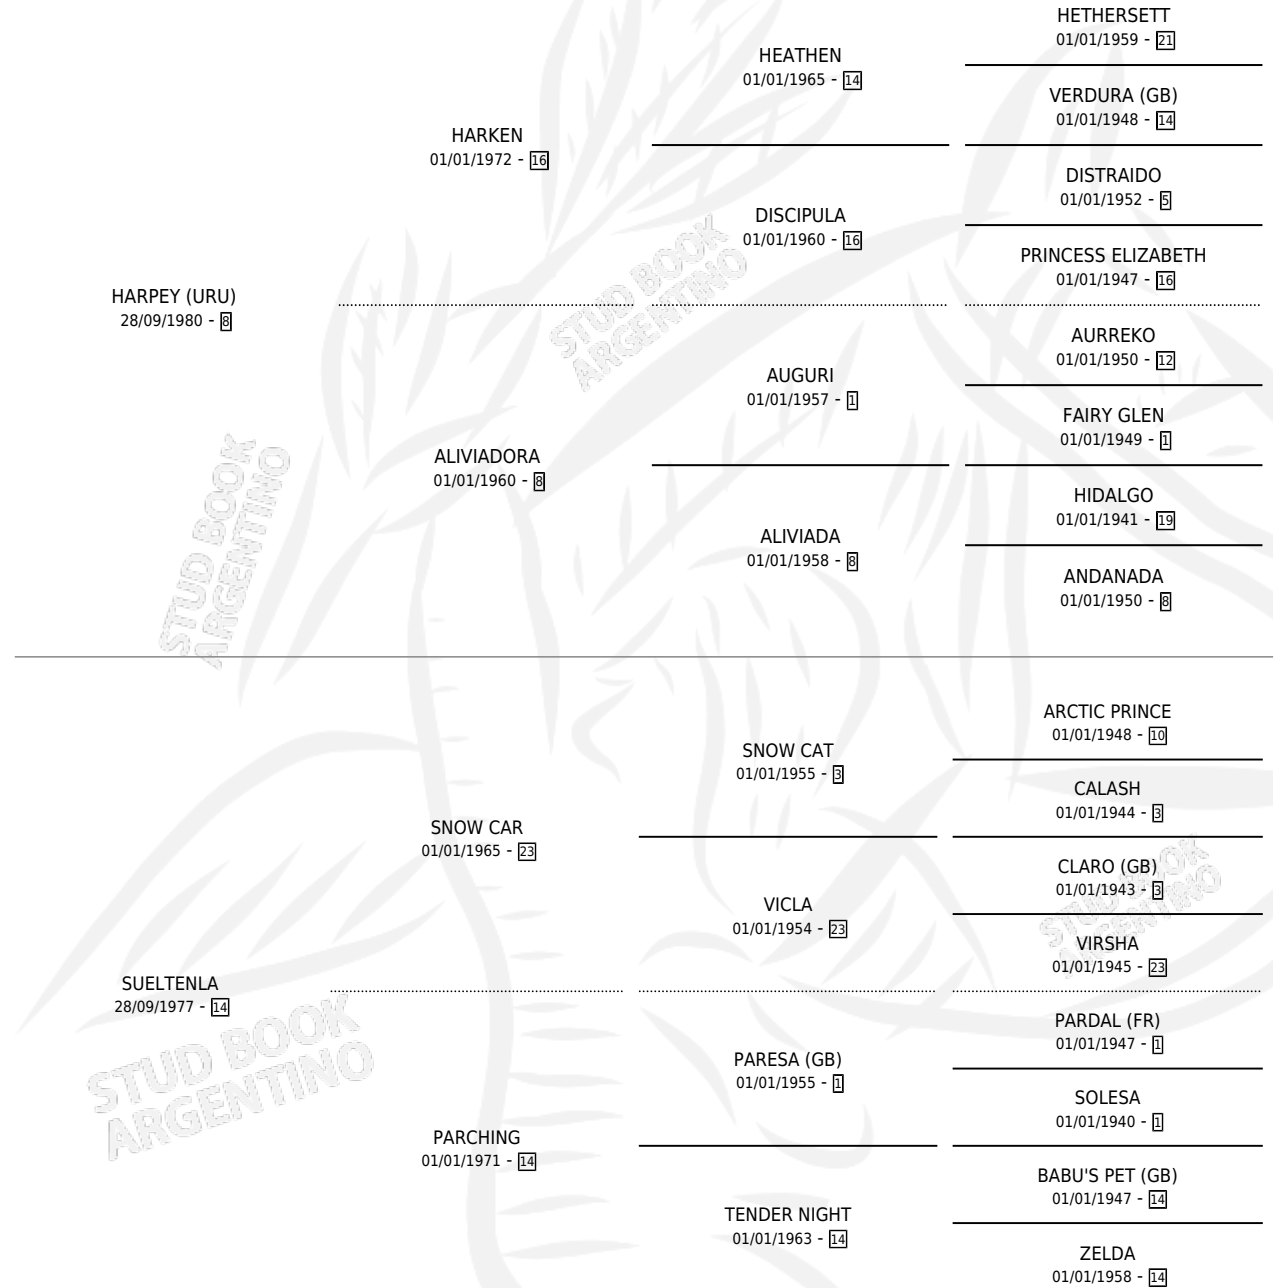 HETHERSETT
01/01/1959 - 21
HEATHEN
01/01/1965 - 14
VERDURA (GB)
01/01/1948 - 14
HARKEN
01/01/1972 - 16
DISTRAIDO
01/01/1952 - 5
DISCIPULA
01/01/1960 - 16
PRINCESS ELIZABETH
01/01/1947 - 16
HARPEY (URU)
28/09/1980 - 8
STUD BOOK
ARGENTINO
AURREKO
01/01/1950 - 12
AUGURI
01/01/1957 - 1
FAIRY GLEN
01/01/1949 - 1
ALIVIADORA
01/01/1960 - 8
HIDALGO
01/01/1941 - 19
ALIVIADA
01/01/1958 - 8
ANDANADA
01/01/1950 - 8
STUD BOOK
ARGENTINO
ARCTIC PRINCE
01/01/1948 - 10
SNOW CAT
01/01/1955 - 3
CALASH
01/01/1944 - 3
SNOW CAR
01/01/1965 - 23
CLARO (GB)
01/01/1943 - 3
VICLA
01/01/1954 - 23
VIRSHA
01/01/1945 - 23
STUD BOOK
ARGENTINO
SUELTENLA
28/09/1977 - 14
PARDAL (FR)
01/01/1947 - 1
PARESA (GB)
01/01/1955 - 1
SOLESA
01/01/1940 - 1
STUD BOOK
ARGENTINO
PARCHING
01/01/1971 - 14
BABU'S PET (GB)
01/01/1947 - 14
TENDER NIGHT
01/01/1963 - 14
ZELDA
01/01/1958 - 14